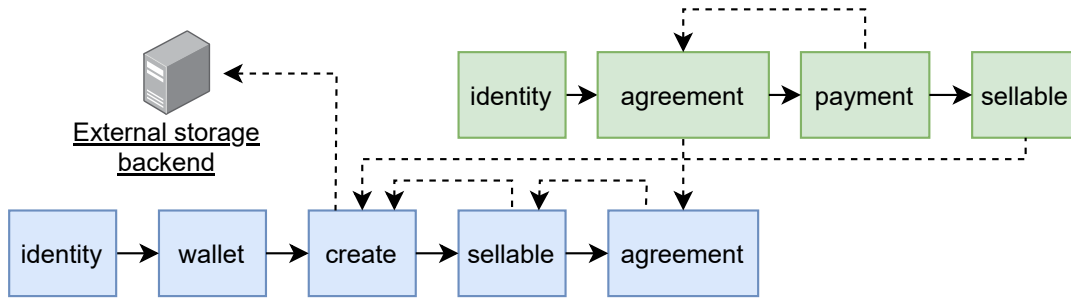 identity
agreement
payment
sellable
External storage
backend
identity
wallet
create
sellable
agreement